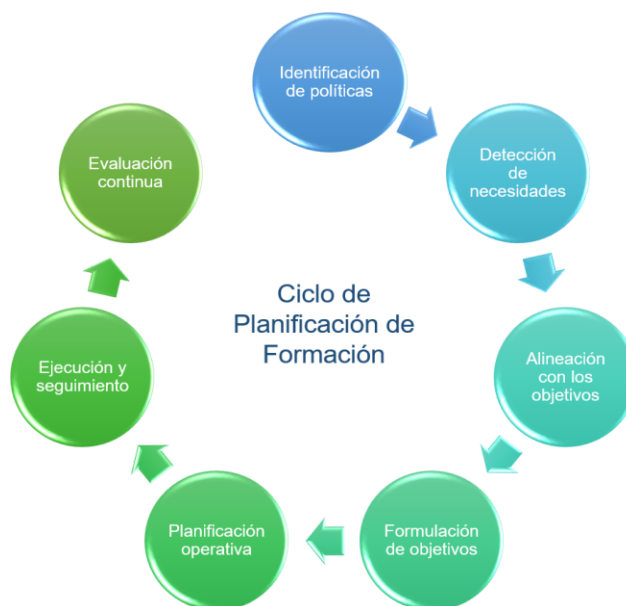 Identificación
de políticas
Detección
de
necesidades
Alineación
con los
objetivos
Formulación
de objetivos
Planificación
operativa
Ejecución y
seguimiento
Evaluación
continua
Ciclo de
Planificación de
Formación